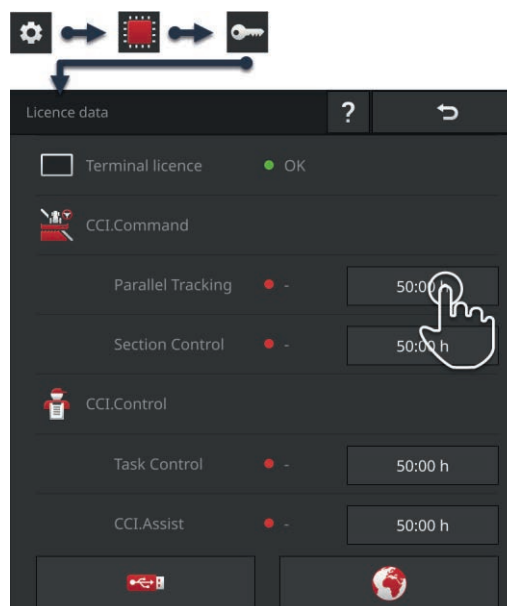 Licence data ?
Terminal licence OK
CCI.Command
Parallel Tracking - 50:00 h
Section Control - 50:00 h
CCI.Control
Task Control - 50:00 h
CCI.Assist - 50:00 h